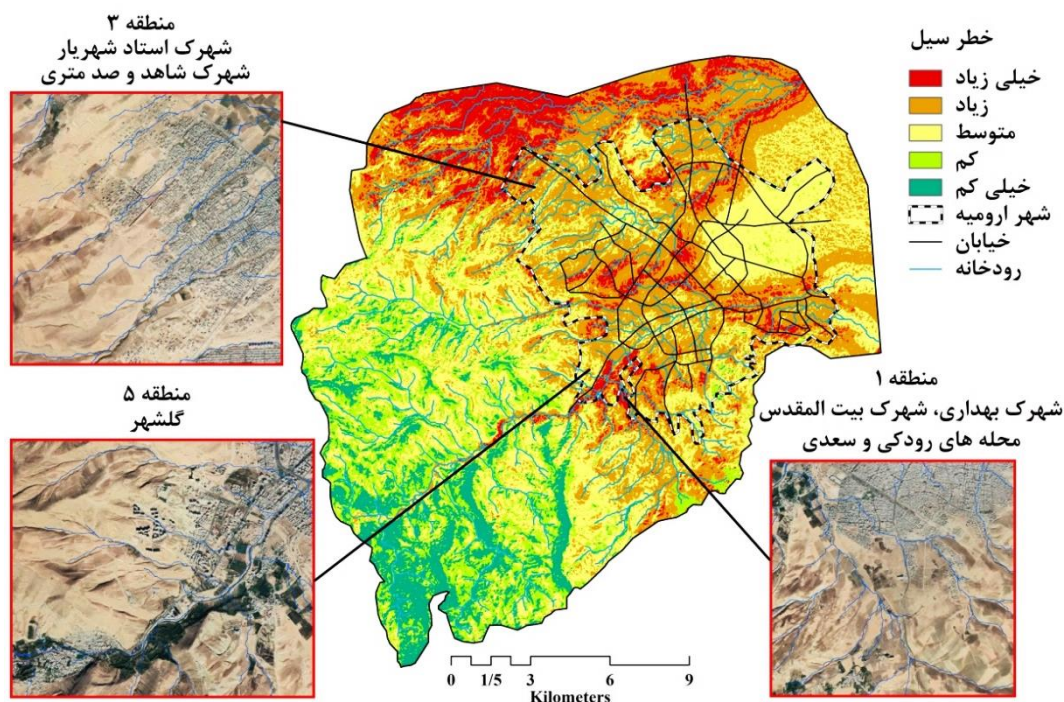 منطقه ۳
شهرک استاد شهریار
شهرک شاهد و صد متری
خطر سیل
خیلی زیاد
زیاد
متوسط
کم
خیلی کم
شهر ارومیه
خیابان
رودخانه
منطقه ۵
گلشهر
منطقه ۱
شهرک بهداری، شهرک بیت المقدس
محله های رودکی و سعدی
0 1/5 3 6 9
Kilometers